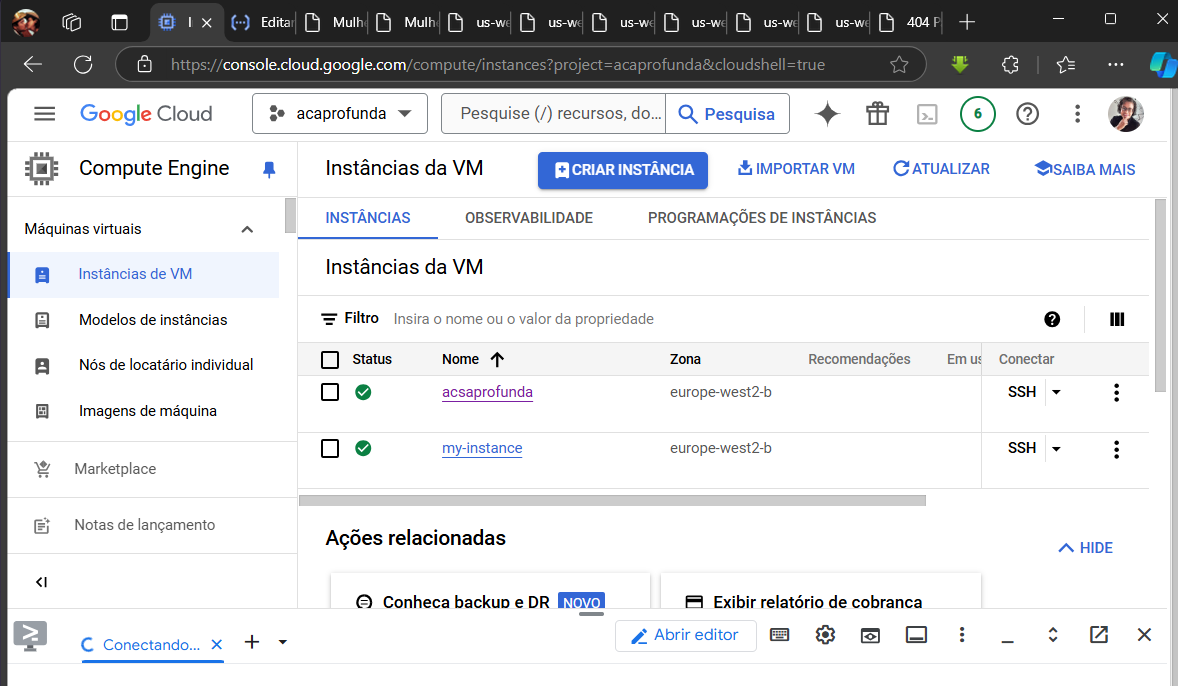 I
Editar
Mulh
Mulh
us-we
us-we
us-we
us-we
us-we
us-we
404 P
https://console.cloud.google.com/compute/instances?project=acaprofunda&cloudshell=true
Google Cloud
acaprofunda
Pesquise (/) recursos, do...
Pesquisa
6
Compute Engine
Instâncias da VM
CRIAR INSTÂNCIA
IMPORTAR VM
ATUALIZAR
SAIBA MAIS
Máquinas virtuais
Instâncias de VM
Modelos de instâncias
Nós de locatário individual
Imagens de máquina
Marketplace
Notas de lançamento
INSTÂNCIAS
OBSERVABILIDADE
PROGRAMAÇÕES DE INSTÂNCIAS
Instâncias da VM
Filtro Insira o nome ou o valor da propriedade
Status Nome Zona Recomendações Em us Conectar
acsaprofunda europe-west2-b SSH
my-instance europe-west2-b SSH
Ações relacionadas
HIDE
Conheça backup e DR NOVO
Exibir relatório de cobrança
Conectando...
Abrir editor